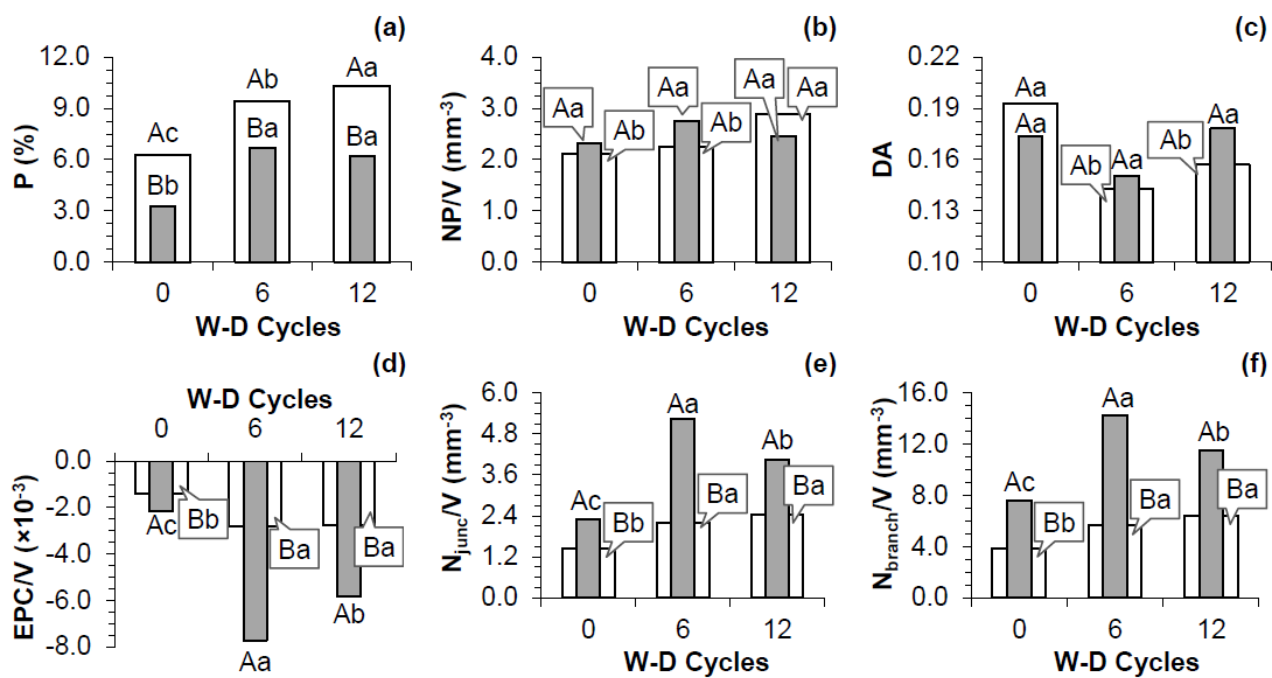 (a)
P (%)
12.0
9.0
6.0
3.0
0.0
Ac
Bb
Ab
Ba
Aa
Ba
0 6 12
W-D Cycles
(b)
NP/V (mm-3)
4.0
3.0
2.0
1.0
0.0
Aa
Ab
Aa
Ab
Aa
Aa
0 6 12
W-D Cycles
(c)
DA
0.22
0.19
0.16
0.13
0.10
Aa
Aa
Ab
Aa
Ab
Aa
0 6 12
W-D Cycles
(d)
W-D Cycles
0 6 12
EPC/V (×10-3)
0.0
-2.0
-4.0
-6.0
-8.0
Ac
Bb
Aa
Ba
Ab
Ba
(e)
Njunc/V (mm-3)
6.0
4.8
3.6
2.4
1.2
0.0
Ac
Bb
Aa
Ba
Ab
Ba
0 6 12
W-D Cycles
(f)
Nbranch/V (mm-3)
16.0
12.0
8.0
4.0
0.0
Ac
Bb
Aa
Ba
Ab
Ba
0 6 12
W-D Cycles